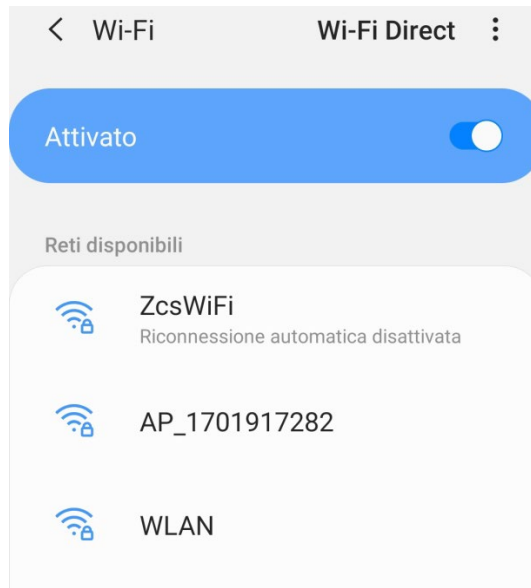 Wi-Fi Wi-Fi Direct
Attivato
Reti disponibili
ZcsWiFi
Riconnessione automatica disattivata
AP_1701917282
WLAN